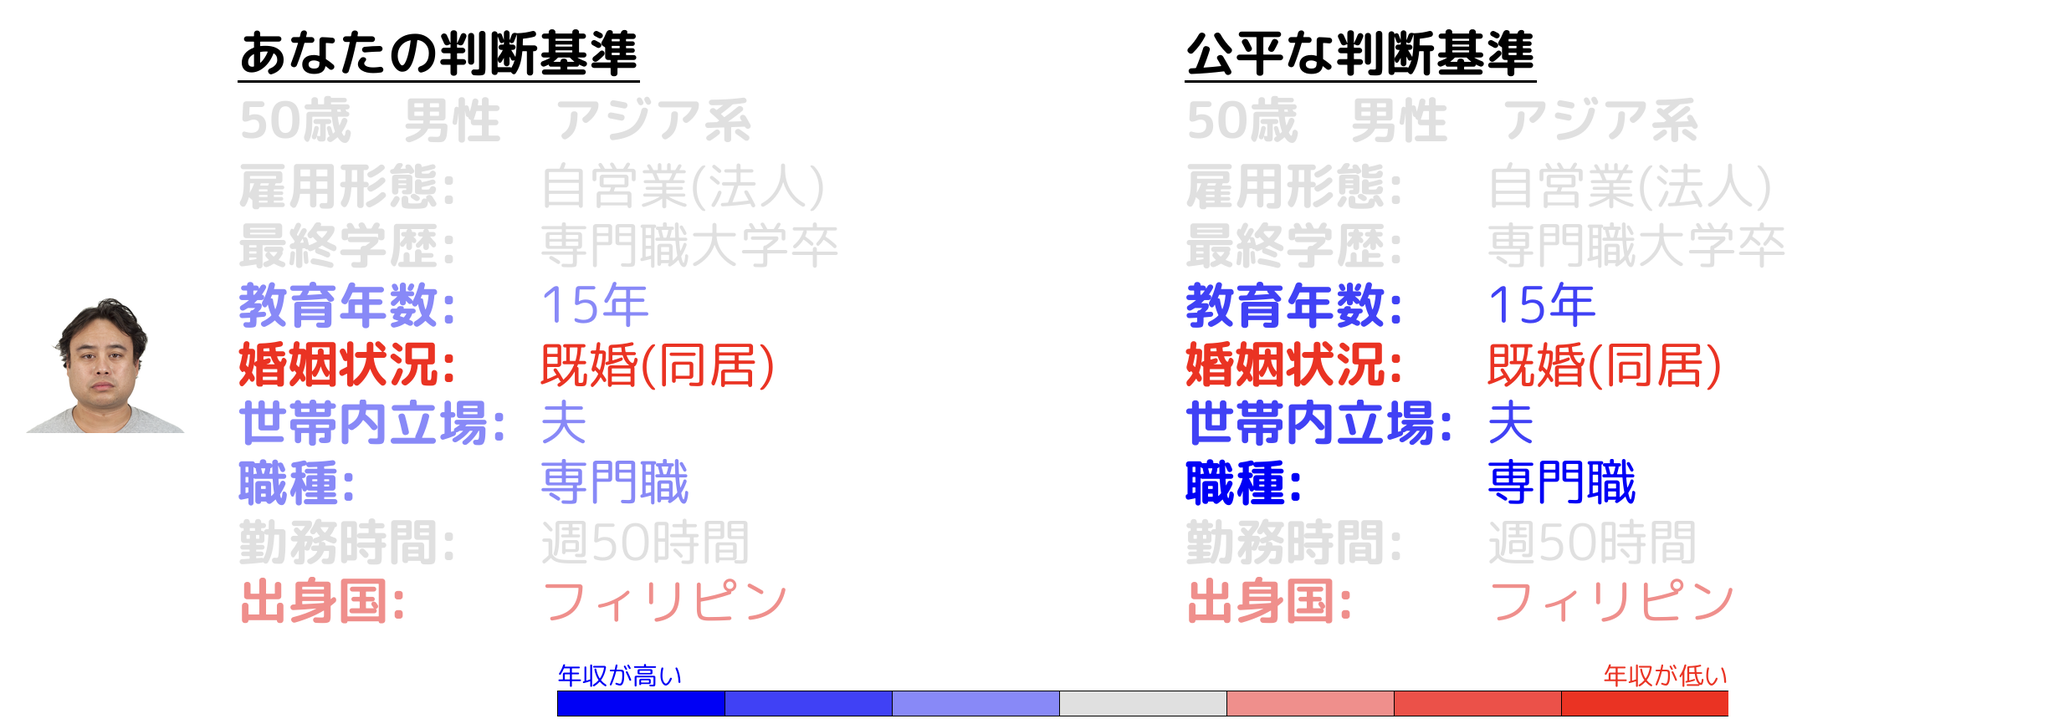 あなたの判断基準
50歳 男性 アジア系
雇用形態: 自営業(法人)
最終学歴: 専門職大学卒
教育年数: 15年
婚姻状況: 既婚(同居)
世帯内立場: 夫
職種: 専門職
勤務時間: 週50時間
出身国: フィリピン
公平な判断基準
50歳 男性 アジア系
雇用形態: 自営業(法人)
最終学歴: 専門職大学卒
教育年数: 15年
婚姻状況: 既婚(同居)
世帯内立場: 夫
職種: 専門職
勤務時間: 週50時間
出身国: フィリピン
年収が高い
年収が低い